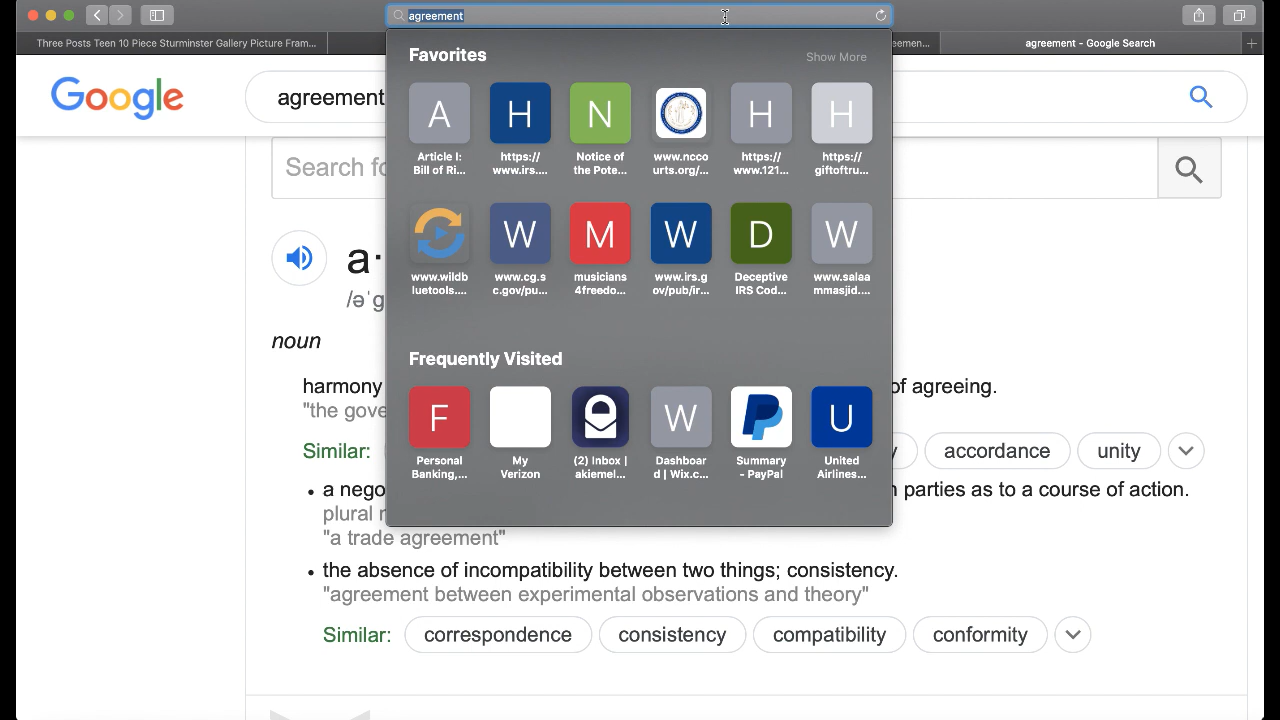 agreement
Three Posts Teen 10 Piece Sturminster Gallery Picture Fram...
eemen...
agreement - Google Search
Google
agreement
Favorites
Show More
A
H
N
H
H
Article I: Bill of Ri...
https:// www.irs....
Notice of the Pote...
www.ncco urts.org/...
https:// www.121...
https:// giftoftru...
W
M
W
D
W
www.wildb luetools....
www.cg.s c.gov/pu...
musicians 4freedo...
www.irs.g ov/pub/ir...
Deceptive IRS Cod...
www.salaa mmasjid....
Frequently Visited
F
W
U
Personal Banking,...
My Verizon
(2) Inbox | akiemel...
Dashboar d | Wix.c...
Summary - PayPal
United Airlines...
Search fo
a·
/əˈg
noun
harmony
of agreeing.
"the gove
Similar:
y
accordance
unity
a nego
n parties as to a course of action.
plural n
"a trade agreement"
the absence of incompatibility between two things; consistency.
"agreement between experimental observations and theory"
Similar:
correspondence
consistency
compatibility
conformity